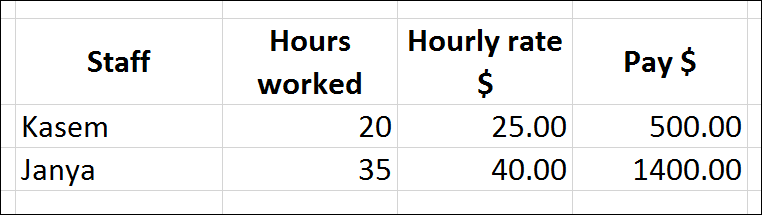 Staff Hours worked Hourly rate $ Pay $
Kasem 20 25.00 500.00
Janya 35 40.00 1400.00